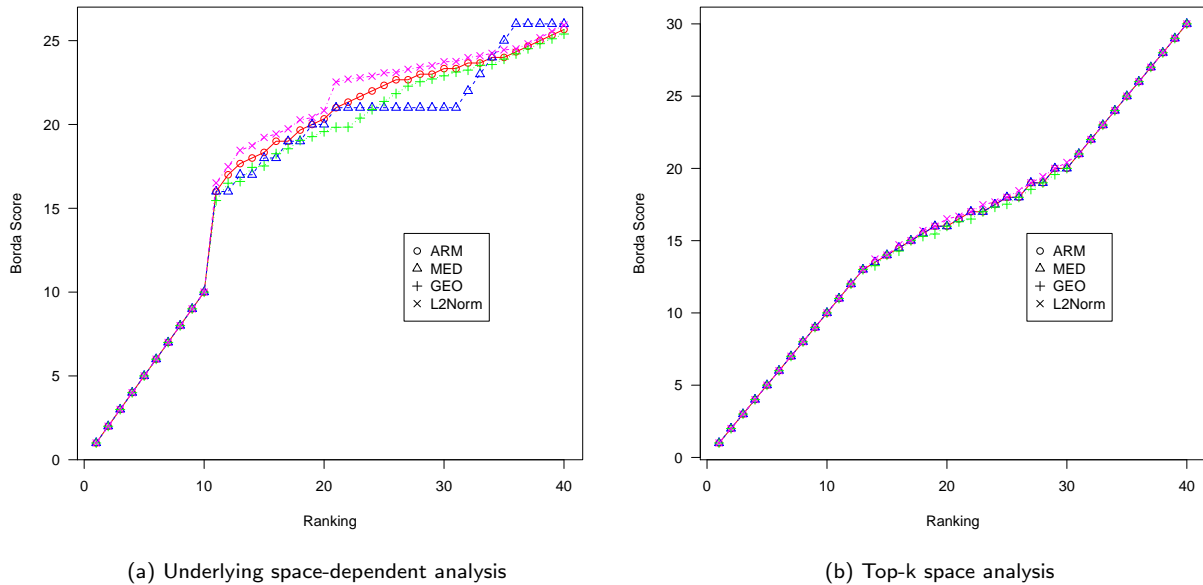 25
20
15
10
5
0
Borda Score
ARM
MED
GEO
L2Norm
0 10 20 30 40
Ranking
(a) Underlying space-dependent analysis
30
25
20
15
10
5
0
Borda Score
ARM
MED
GEO
L2Norm
0 10 20 30 40
Ranking
(b) Top-k space analysis